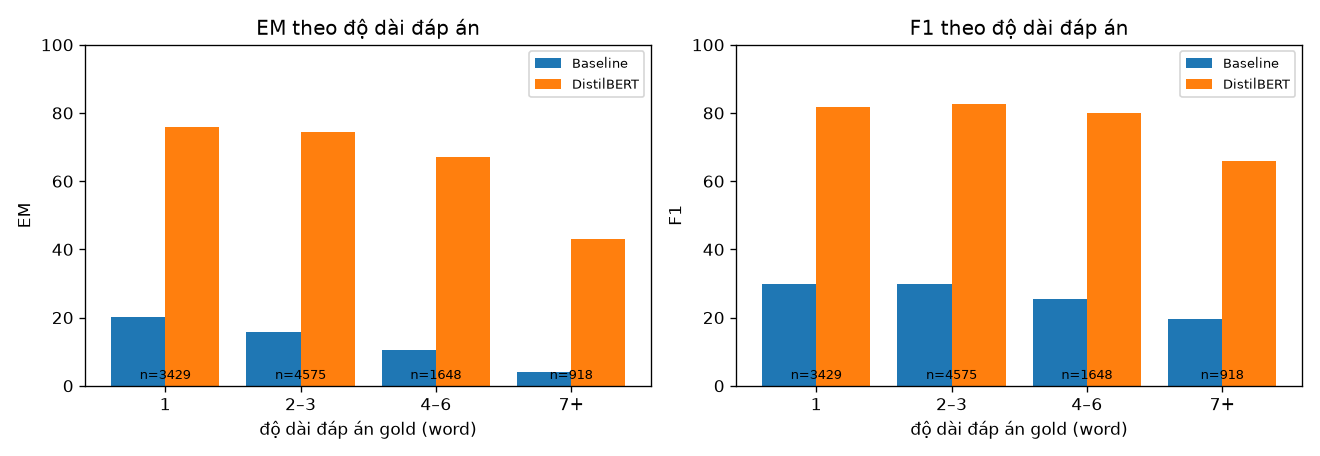 EM theo độ dài đáp án
100
80
60
40
20
0
EM
Baseline
DistilBERT
n=3429
n=4575
n=1648
n=918
1
2–3
4–6
7+
độ dài đáp án gold (word)
F1 theo độ dài đáp án
100
80
60
40
20
0
F1
Baseline
DistilBERT
n=3429
n=4575
n=1648
n=918
1
2–3
4–6
7+
độ dài đáp án gold (word)